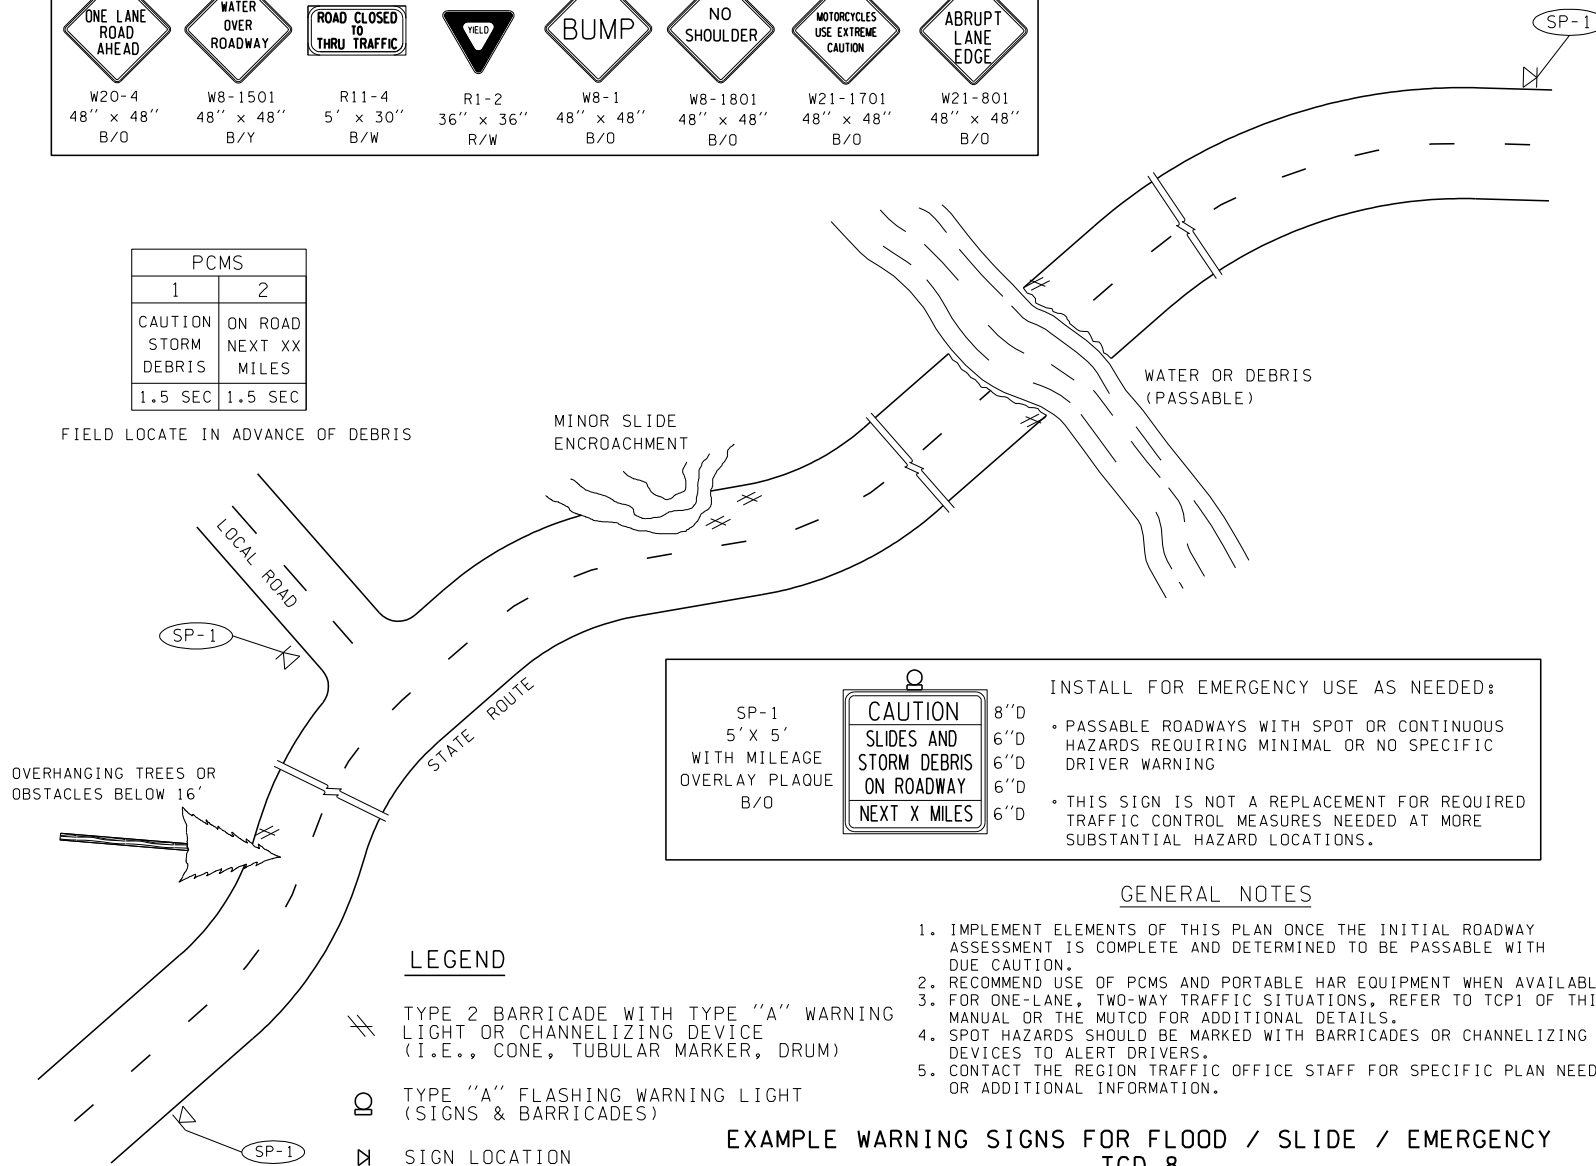 ONE LANE
ROAD
AHEAD
W20-4
48" x 48"
B/O
WATER
OVER
ROADWAY
W8-1501
48" x 48"
B/Y
ROAD CLOSED
TO
THRU TRAFFIC
R11-4
5' x 30"
B/W
YIELD
R1-2
36" x 36"
R/W
BUMP
W8-1
48" x 48"
B/O
NO
SHOULDER
W8-1801
48" x 48"
B/O
MOTORCYCLES
USE EXTREME
CAUTION
W21-1701
48" x 48"
B/O
ABRUPT
LANE
EDGE
W21-801
48" x 48"
B/O
SP-1
PCMS
1 2
CAUTION ON ROAD
STORM NEXT XX
DEBRIS MILES
1.5 SEC 1.5 SEC
FIELD LOCATE IN ADVANCE OF DEBRIS
WATER OR DEBRIS
(PASSABLE)
MINOR SLIDE
ENCROACHMENT
LOCAL ROAD
SP-1
STATE ROUTE
OVERHANGING TREES OR
OBSTACLES BELOW 16'
SP-1
5'X 5'
WITH MILEAGE
OVERLAY PLAQUE
B/O
CAUTION 8"D
SLIDES AND 6"D
STORM DEBRIS 6"D
ON ROADWAY 6"D
NEXT X MILES 6"D
INSTALL FOR EMERGENCY USE AS NEEDED:
• PASSABLE ROADWAYS WITH SPOT OR CONTINUOUS
HAZARDS REQUIRING MINIMAL OR NO SPECIFIC
DRIVER WARNING
• THIS SIGN IS NOT A REPLACEMENT FOR REQUIRED
TRAFFIC CONTROL MEASURES NEEDED AT MORE
SUBSTANTIAL HAZARD LOCATIONS.
GENERAL NOTES
1. IMPLEMENT ELEMENTS OF THIS PLAN ONCE THE INITIAL ROADWAY
ASSESSMENT IS COMPLETE AND DETERMINED TO BE PASSABLE WITH
DUE CAUTION.
2. RECOMMEND USE OF PCMS AND PORTABLE HAR EQUIPMENT WHEN AVAILABL
3. FOR ONE-LANE, TWO-WAY TRAFFIC SITUATIONS, REFER TO TCP1 OF THI
MANUAL OR THE MUTCD FOR ADDITIONAL DETAILS.
4. SPOT HAZARDS SHOULD BE MARKED WITH BARRICADES OR CHANNELIZING
DEVICES TO ALERT DRIVERS.
5. CONTACT THE REGION TRAFFIC OFFICE STAFF FOR SPECIFIC PLAN NEED
OR ADDITIONAL INFORMATION.
LEGEND
TYPE 2 BARRICADE WITH TYPE "A" WARNING
LIGHT OR CHANNELIZING DEVICE
(I.E., CONE, TUBULAR MARKER, DRUM)
TYPE "A" FLASHING WARNING LIGHT
(SIGNS & BARRICADES)
SIGN LOCATION
SP-1
EXAMPLE WARNING SIGNS FOR FLOOD / SLIDE / EMERGENCY